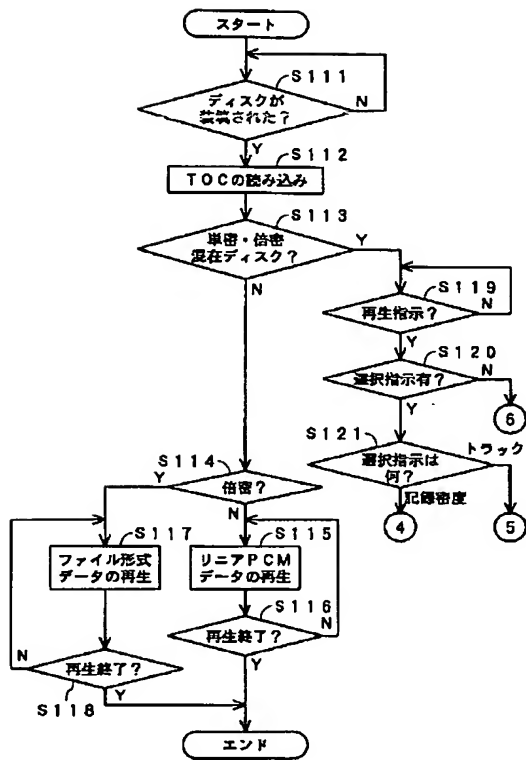 スタート
S111
ディスクが
装填された？
N
Y
S112
TOCの読み込み
S113
単密・倍密
混在ディスク？
Y
N
S119
再生指示？
N
Y
S120
選択指示有？
N
Y
6
S121
選択指示は
何？
トラック
記録密度
4
5
S114
倍密？
Y
N
S117
ファイル形式
データの再生
S115
リニアPCM
データの再生
S116
再生終了？
N
Y
再生終了？
N
Y
S118
エンド